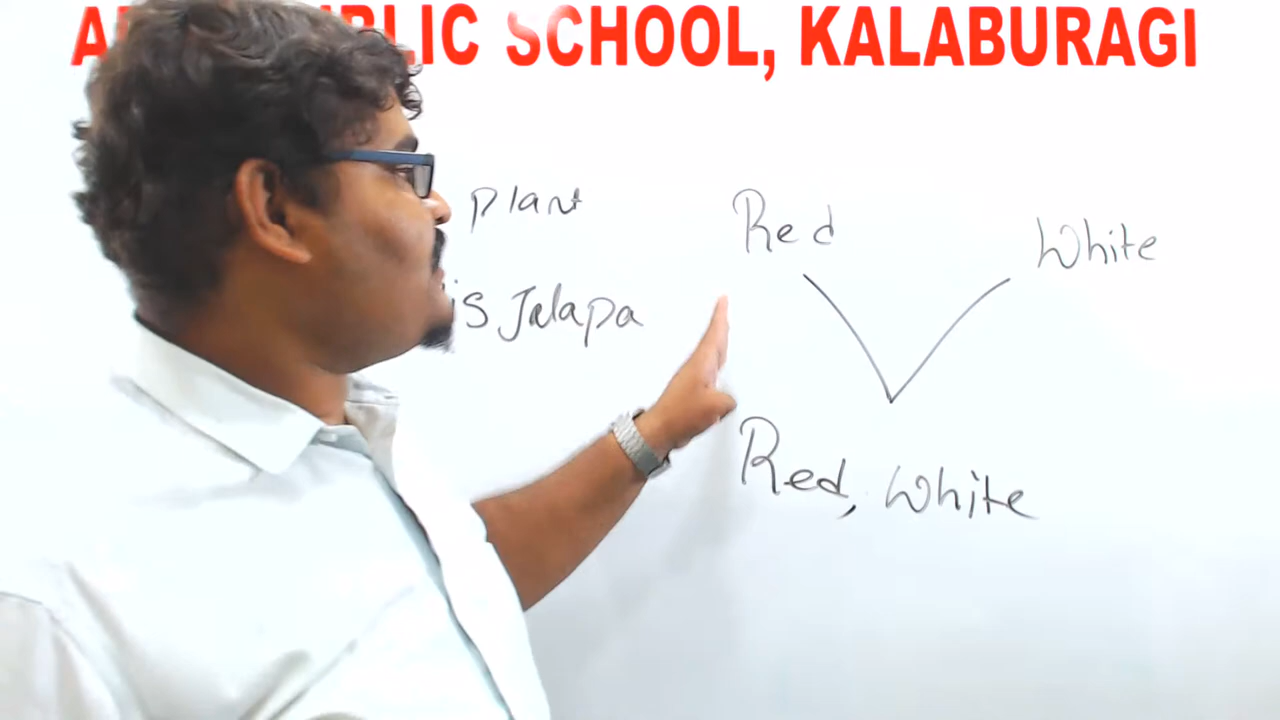 PUBLIC SCHOOL, KALABURAGI
plant
is Jalapa
Red
White
Red, White